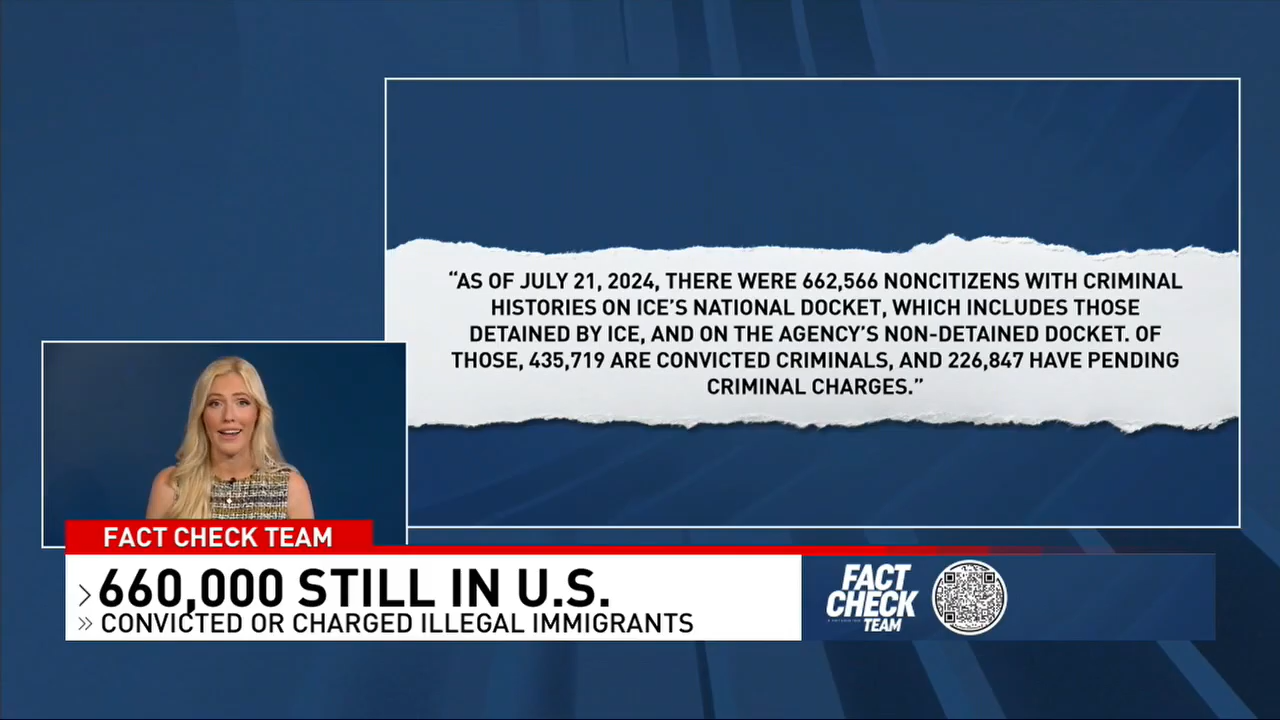 “AS OF JULY 21, 2024, THERE WERE 662,566 NONCITIZENS WITH CRIMINAL
HISTORIES ON ICE’S NATIONAL DOCKET, WHICH INCLUDES THOSE
DETAINED BY ICE, AND ON THE AGENCY’S NON-DETAINED DOCKET. OF
THOSE, 435,719 ARE CONVICTED CRIMINALS, AND 226,847 HAVE PENDING
CRIMINAL CHARGES.”
FACT CHECK TEAM
660,000 STILL IN U.S.
CONVICTED OR CHARGED ILLEGAL IMMIGRANTS
FACT
CHECK
TEAM